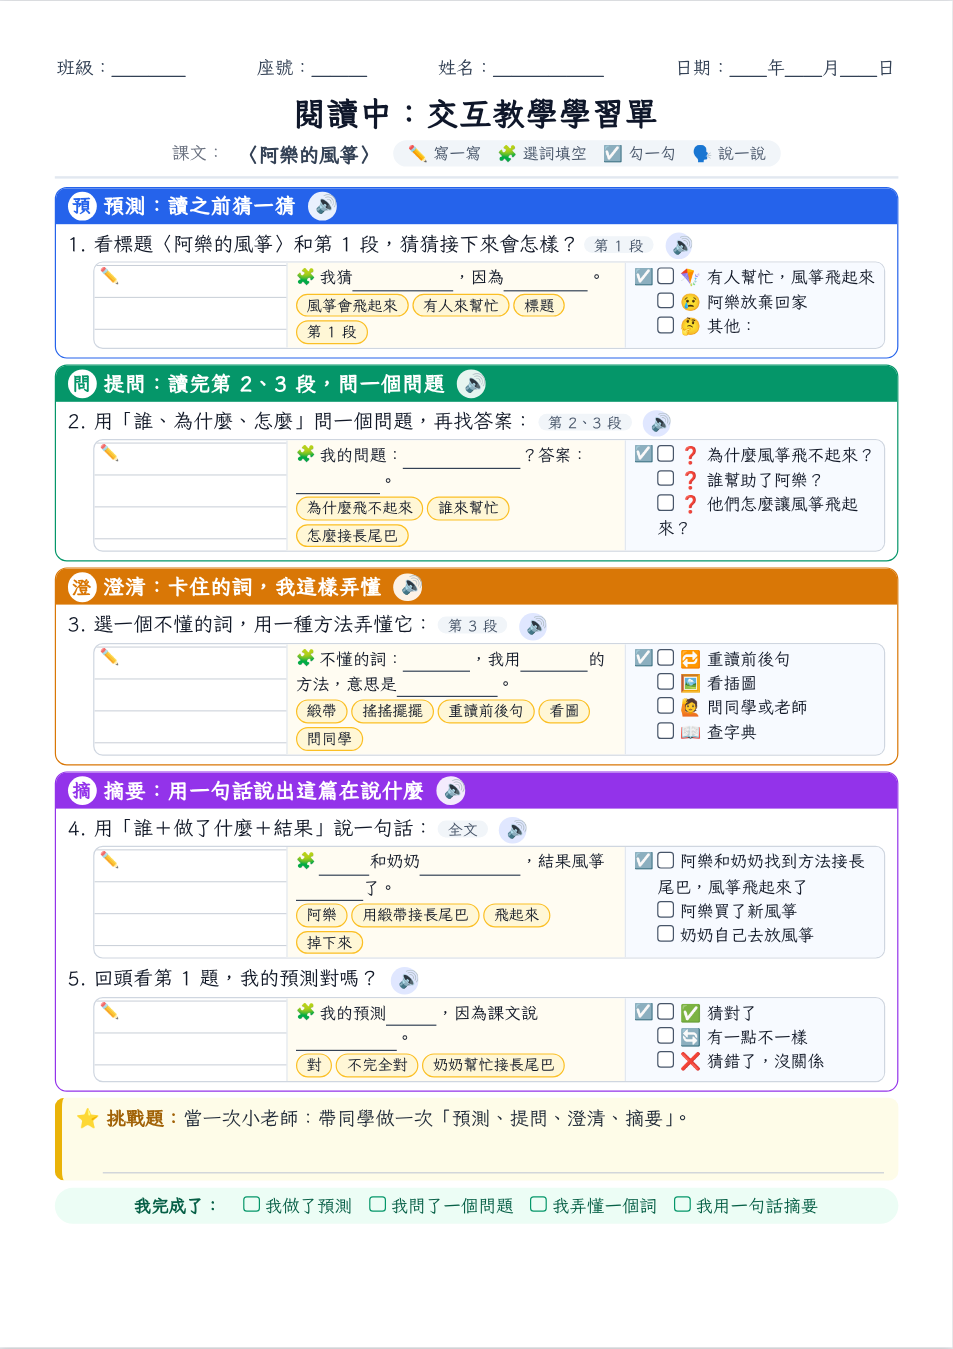 班級：________ 座號：______ 姓名：____________ 日期：____年____月____日
閱讀中：交互教學學習單
課文： 〈阿樂的風箏〉 ✏️ 寫一寫 🧩 選詞填空 ☑️ 勾一勾 🗣️ 說一說
預 預測：讀之前猜一猜 🔊
1. 看標題〈阿樂的風箏〉和第 1 段，猜猜接下來會怎樣？ 第 1 段 🔊
✏️
🧩 我猜____________，因為__________。
風箏會飛起來 有人來幫忙 標題
第 1 段
☑️ ☐ 🪁 有人幫忙，風箏飛起來
☐ 😢 阿樂放棄回家
☐ 🤔 其他：
問 提問：讀完第 2、3 段，問一個問題 🔊
2. 用「誰、為什麼、怎麼」問一個問題，再找答案： 第 2、3 段 🔊
✏️
🧩 我的問題：______________？答案：
__________。
為什麼飛不起來 誰來幫忙
怎麼接長尾巴
☑️ ☐ ❓ 為什麼風箏飛不起來？
☐ ❓ 誰幫助了阿樂？
☐ ❓ 他們怎麼讓風箏飛起
來？
澄 澄清：卡住的詞，我這樣弄懂 🔊
3. 選一個不懂的詞，用一種方法弄懂它： 第 3 段 🔊
✏️
🧩 不懂的詞：________，我用________的
方法，意思是____________。
緞帶 搖搖擺擺 重讀前後句 看圖
問同學
☑️ ☐ 🔁 重讀前後句
☐ 🖼️ 看插圖
☐ 🙋 問同學或老師
☐ 📖 查字典
摘 摘要：用一句話說出這篇在說什麼 🔊
4. 用「誰＋做了什麼＋結果」說一句話： 全文 🔊
✏️
🧩 ______和奶奶____________，結果風箏
________了。
阿樂 用緞帶接長尾巴 飛起來
掉下來
☑️ ☐ 阿樂和奶奶找到方法接長
尾巴，風箏飛起來了
☐ 阿樂買了新風箏
☐ 奶奶自己去放風箏
5. 回頭看第 1 題，我的預測對嗎？ 🔊
✏️
🧩 我的預測______，因為課文說
____________。
對 不完全對 奶奶幫忙接長尾巴
☑️ ☐ ✅ 猜對了
☐ 🔄 有一點不一樣
☐ ❌ 猜錯了，沒關係
⭐ 挑戰題：當一次小老師：帶同學做一次「預測、提問、澄清、摘要」。
我完成了： ☐ 我做了預測 ☐ 我問了一個問題 ☐ 我弄懂一個詞 ☐ 我用一句話摘要